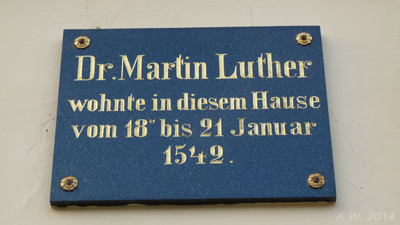 Dr. Martin Luther
wohnte in diesem Hause
vom 18" bis 21 Januar
1542.
A.W. 2014